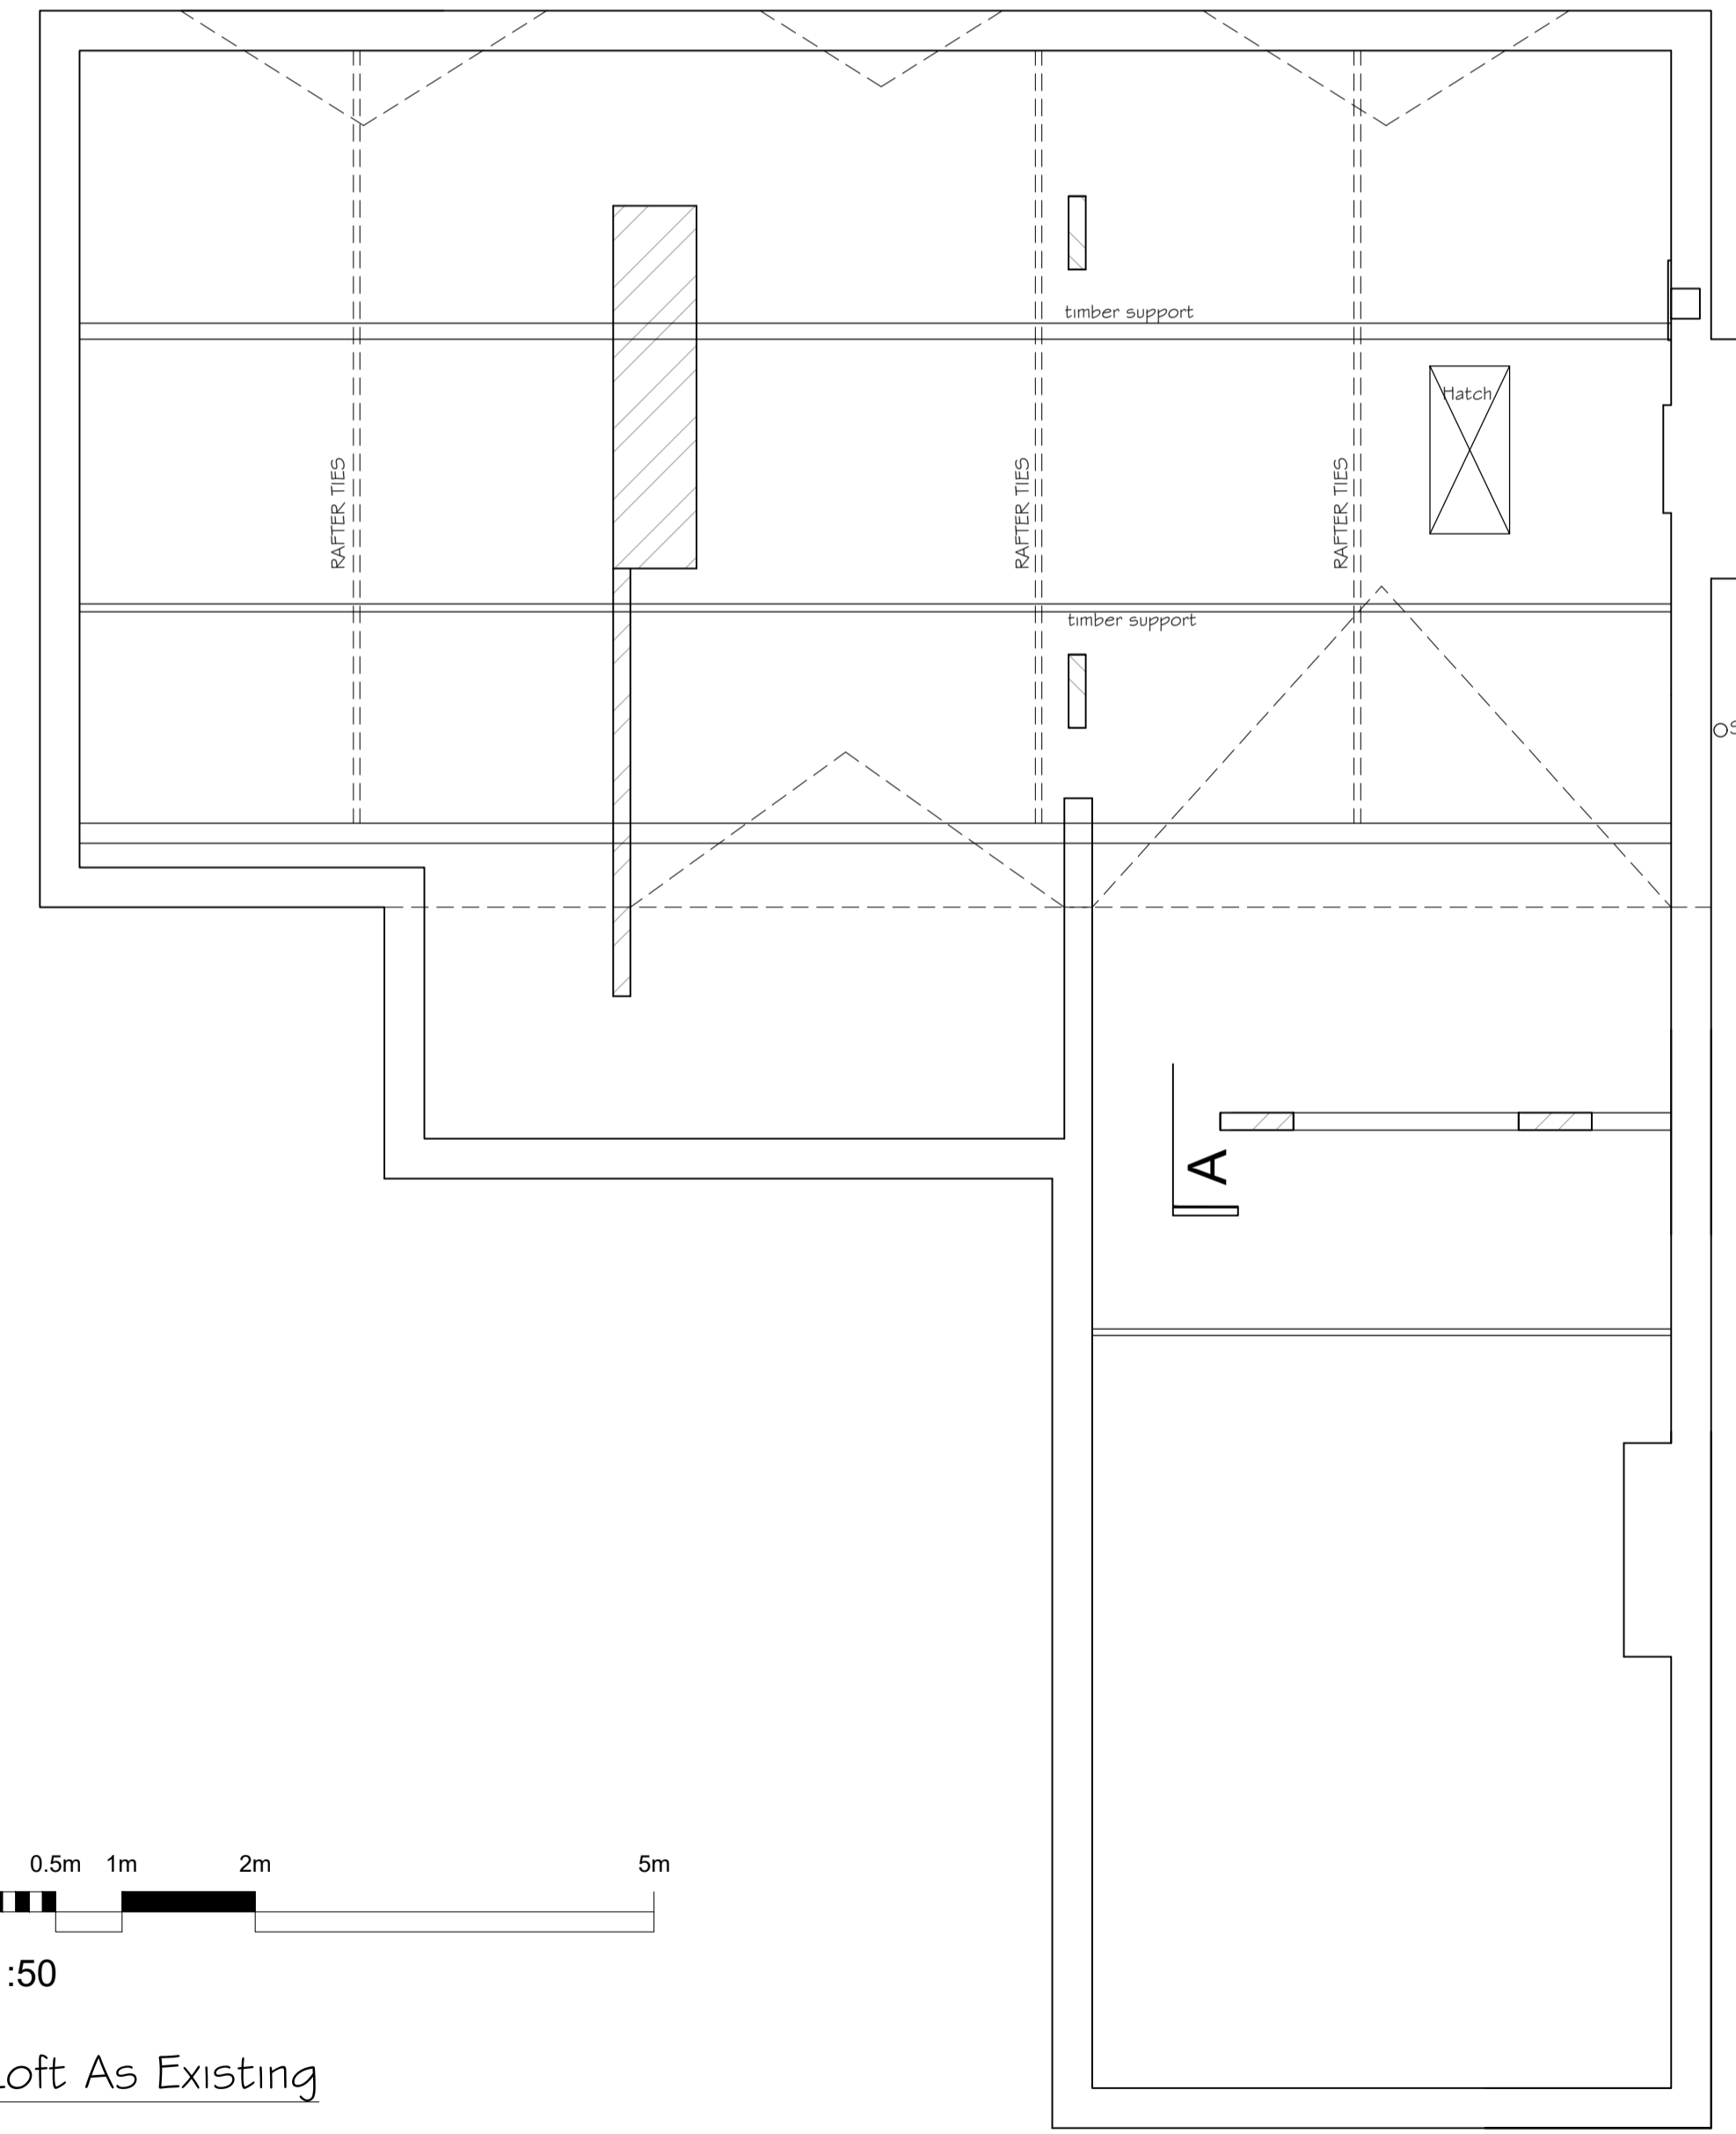 timber support
Hatch
RAFTER TIES
RAFTER TIES
RAFTER TIES
timber support
A
0.5m 1m 2m 5m
:50
oft As Existing